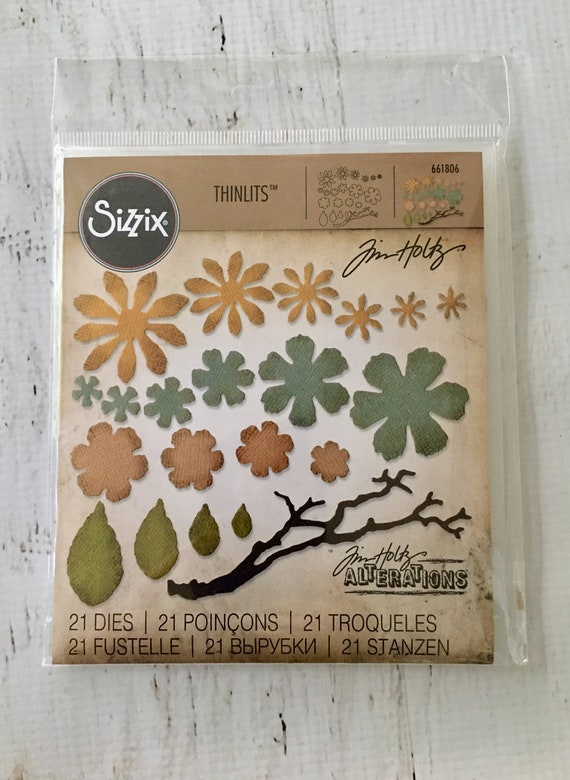 Sizzix
THINLITS™
661806
Tim Holtz
Tim Holtz
ALTERATIONS
21 DIES | 21 POINÇONS | 21 TROQUELES
21 FUSTELLE | 21 ВЫРУБКИ | 21 STANZEN